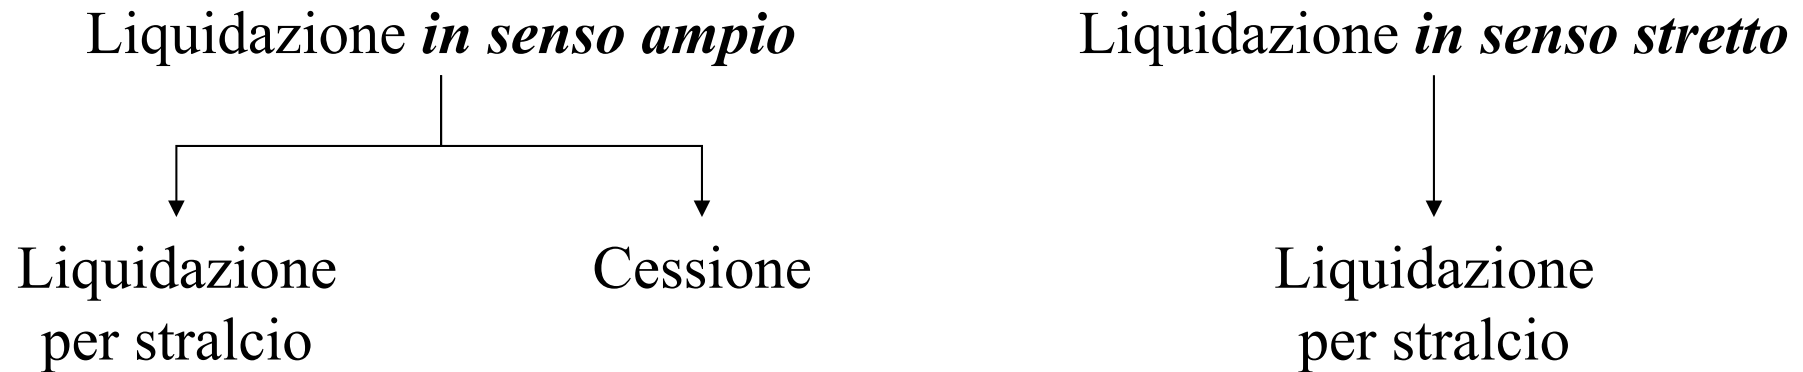 Liquidazione in senso ampio
Liquidazione in senso stretto
Liquidazione
per stralcio
Cessione
Liquidazione
per stralcio